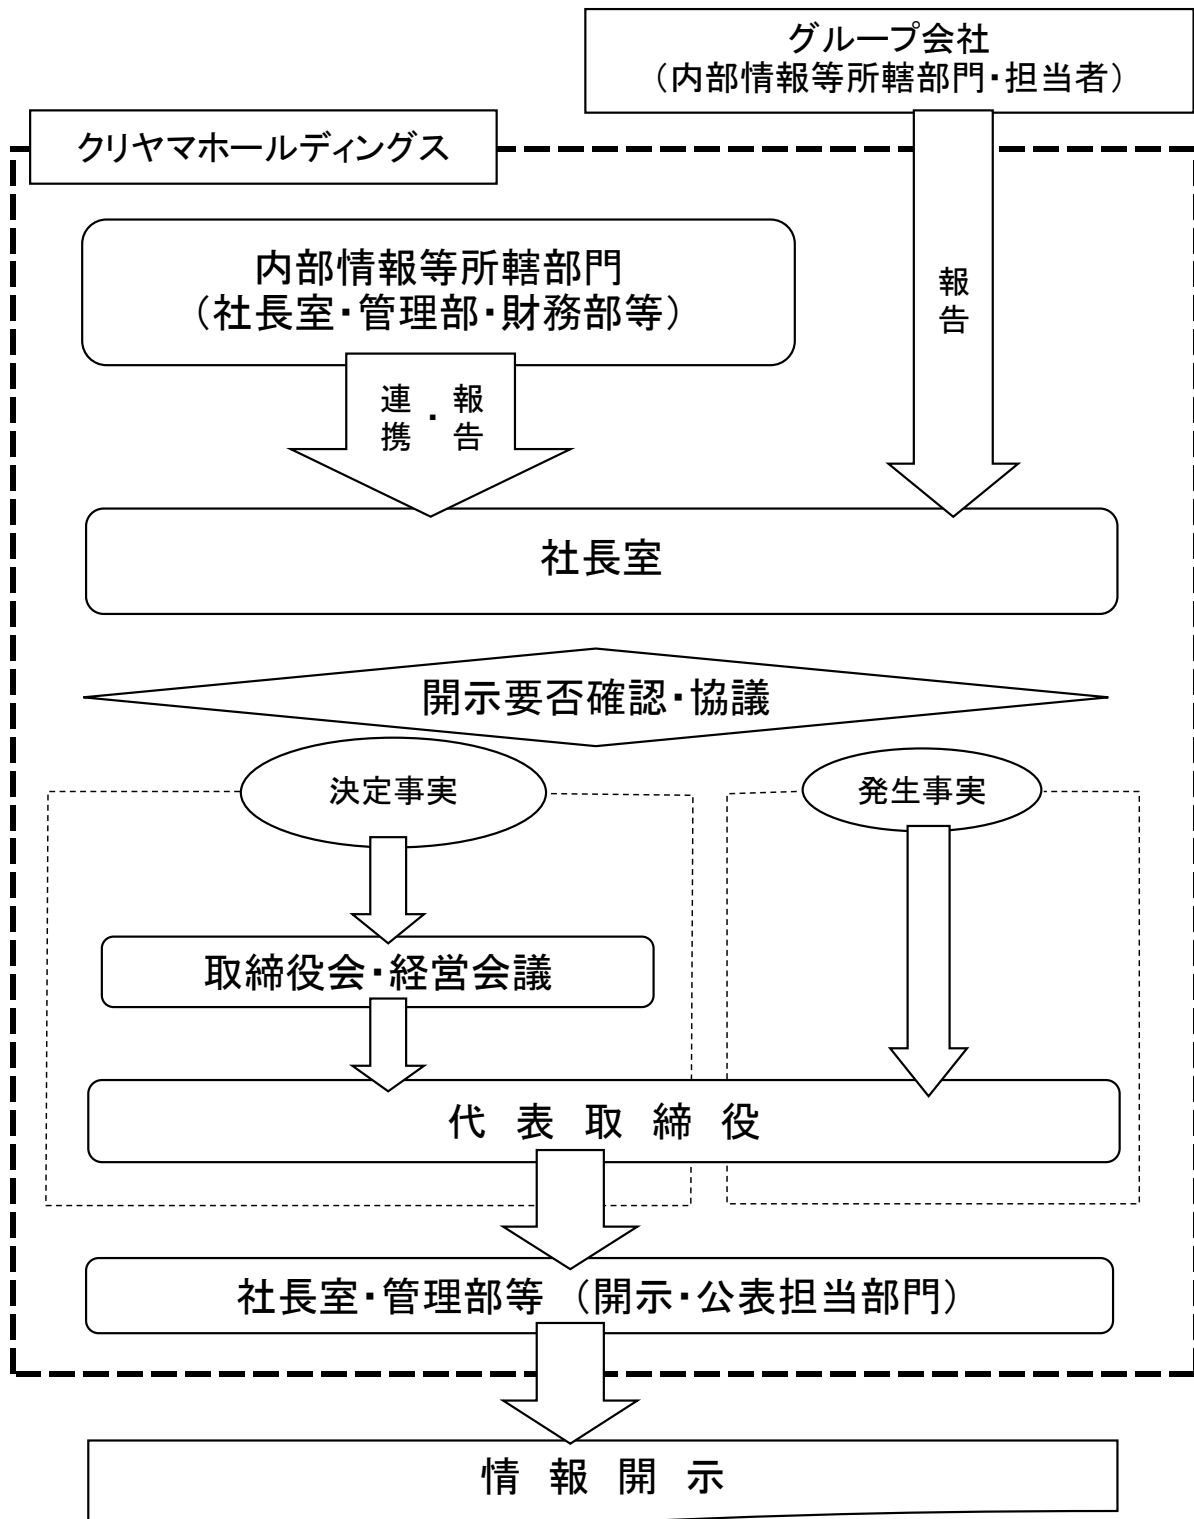 グループ会社
（内部情報等所轄部門・担当者）
クリヤマホールディングス
内部情報等所轄部門
（社長室・管理部・財務部等）
報告
連携・報告
社長室
開示要否確認・協議
決定事実
発生事実
取締役会・経営会議
代表取締役
社長室・管理部等（開示・公表担当部門）
情報開示